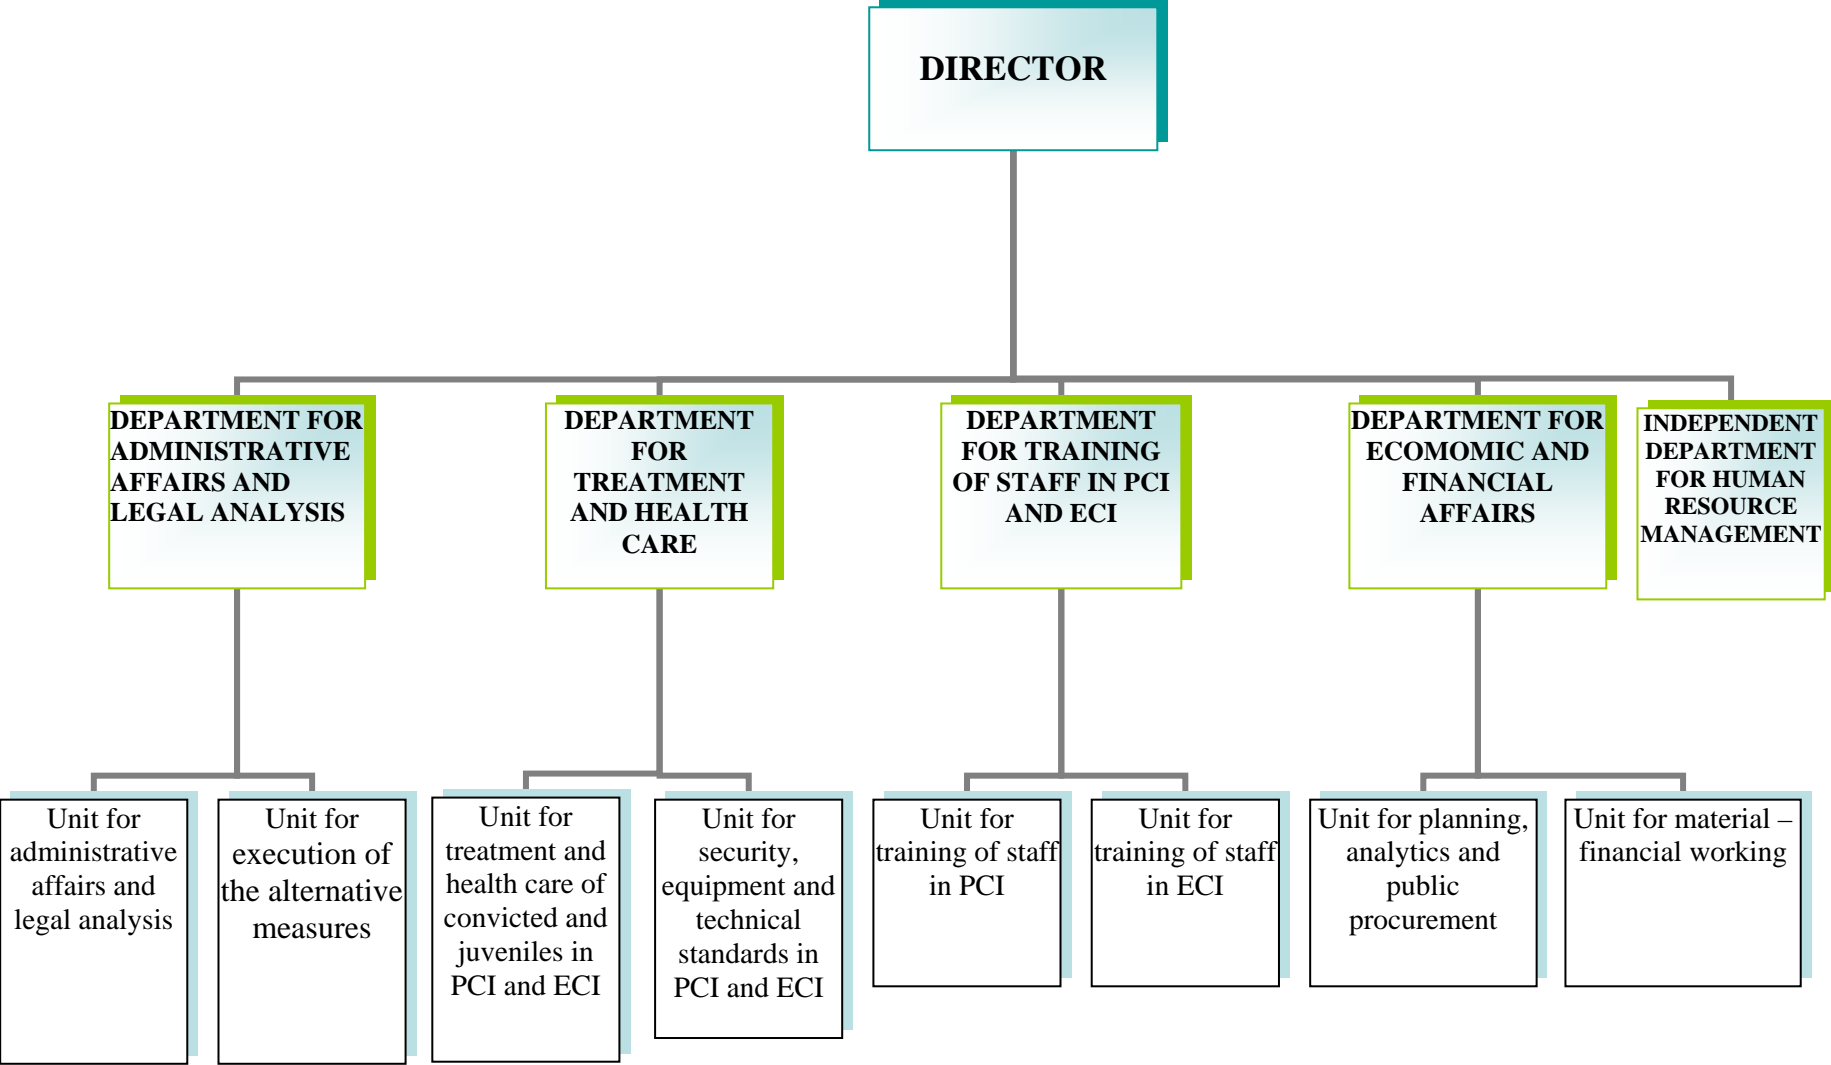 DIRECTOR
DEPARTMENT FOR
ADMINISTRATIVE
AFFAIRS AND
LEGAL ANALYSIS
DEPARTMENT
FOR
TREATMENT
AND HEALTH
CARE
DEPARTMENT
FOR TRAINING
OF STAFF IN PCI
AND ECI
DEPARTMENT FOR
ECOMOMIC AND
FINANCIAL
AFFAIRS
INDEPENDENT
DEPARTMENT
FOR HUMAN
RESOURCE
MANAGEMENT
Unit for
administrative
affairs and
legal analysis
Unit for
execution of
the alternative
measures
Unit for
treatment and
health care of
convicted and
juveniles in
PCI and ECI
Unit for
security,
equipment and
technical
standards in
PCI and ECI
Unit for
training of staff
in PCI
Unit for
training of staff
in ECI
Unit for planning,
analytics and
public
procurement
Unit for material –
financial working